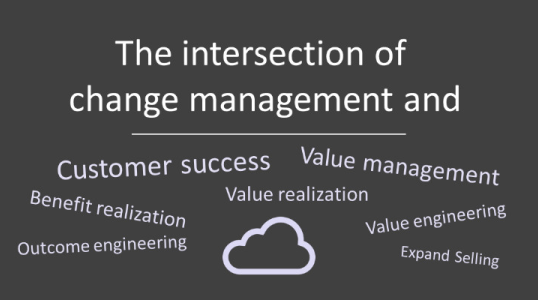 The intersection of
change management and
Customer success
Value management
Benefit realization
Value realization
Value engineering
Outcome engineering
Expand Selling